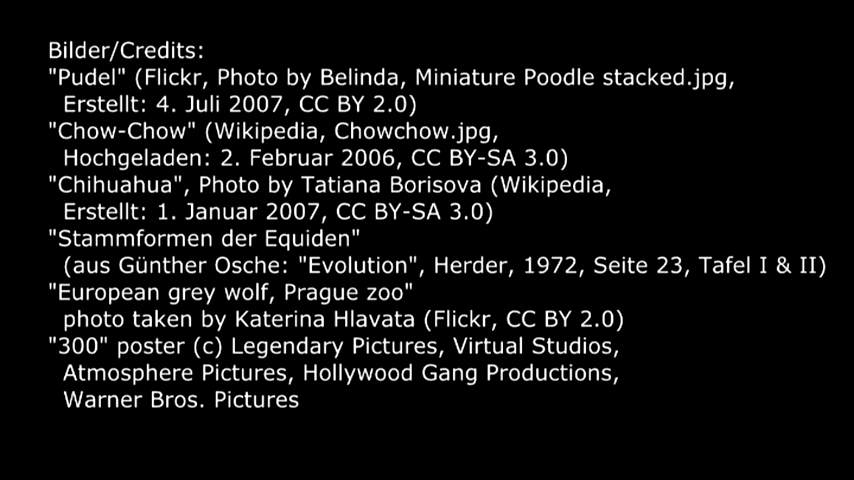 Bilder/Credits:
"Pudel" (Flickr, Photo by Belinda, Miniature Poodle stacked.jpg,
Erstellt: 4. Juli 2007, CC BY 2.0)
"Chow-Chow" (Wikipedia, Chowchow.jpg,
Hochgeladen: 2. Februar 2006, CC BY-SA 3.0)
"Chihuahua", Photo by Tatiana Borisova (Wikipedia,
Erstellt: 1. Januar 2007, CC BY-SA 3.0)
"Stammformen der Equiden"
(aus Günther Osche: "Evolution", Herder, 1972, Seite 23, Tafel I & II)
"European grey wolf, Prague zoo"
photo taken by Katerina Hlavata (Flickr, CC BY 2.0)
"300" poster (c) Legendary Pictures, Virtual Studios,
Atmosphere Pictures, Hollywood Gang Productions,
Warner Bros. Pictures